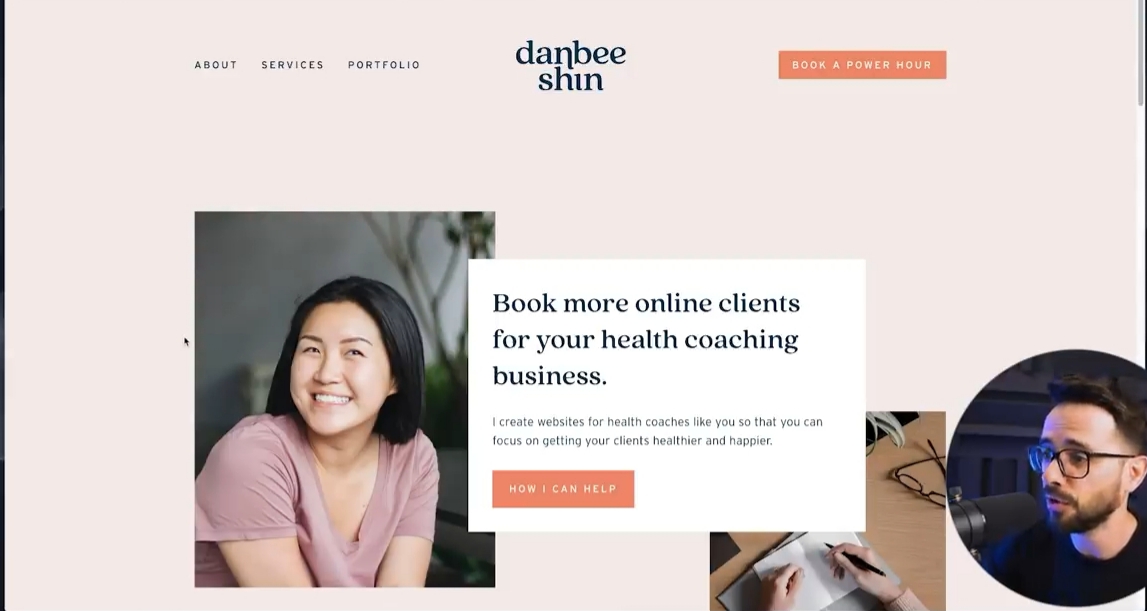 ABOUT
SERVICES
PORTFOLIO
danbee
shin
BOOK A POWER HOUR
Book more online clients
for your health coaching
business.
I create websites for health coaches like you so that you can
focus on getting your clients healthier and happier.
HOW I CAN HELP